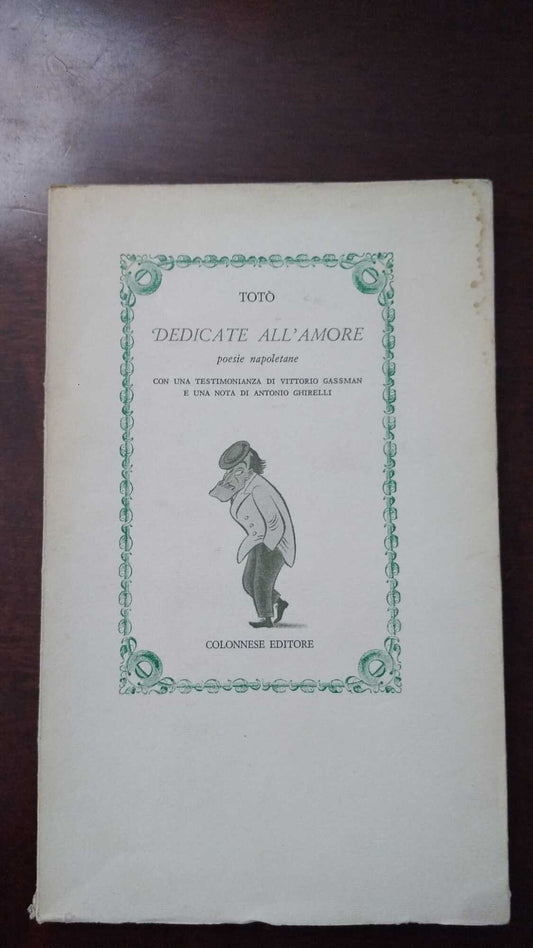 TOTÒ
DEDICATE ALL'AMORE
poesie napoletane
CON UNA TESTIMONIANZA DI VITTORIO GASSMAN
E UNA NOTA DI ANTONIO GHIRELLI
COLONNESE EDITORE